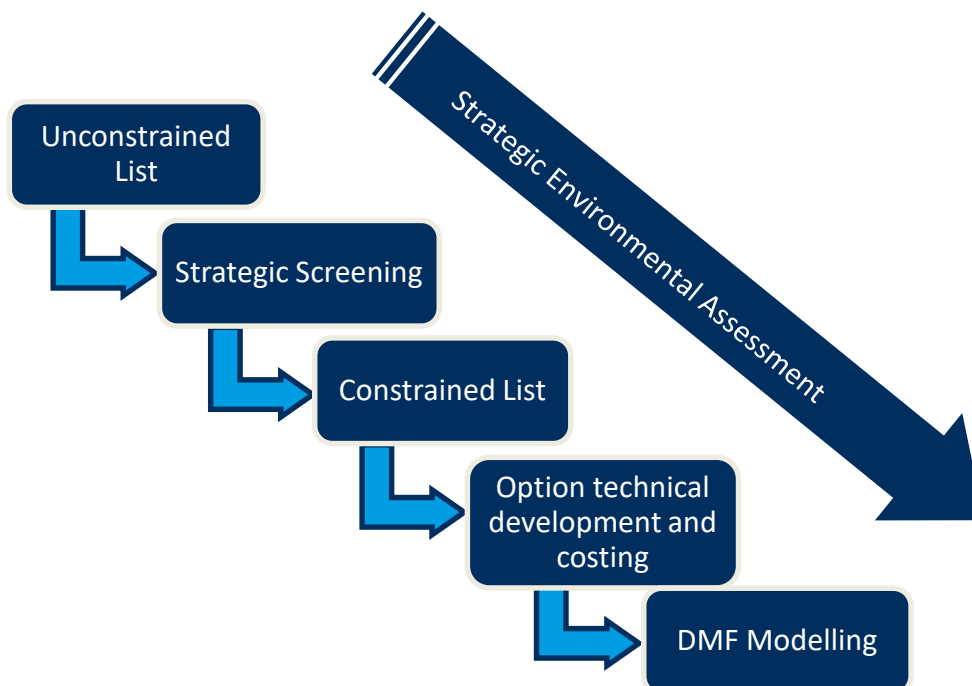 Unconstrained
List
Strategic Environmental Assessment
Strategic Screening
Constrained List
Option technical
development and
costing
DMF Modelling